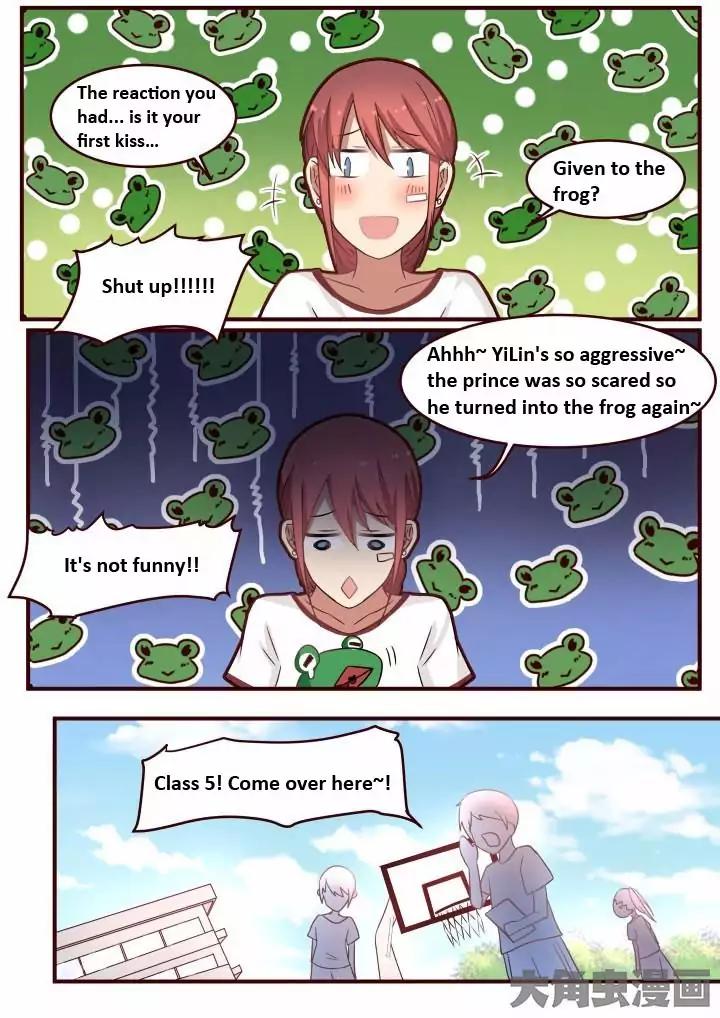 The reaction you
had... is it your
first kiss...
Given to the
frog?
Shut up!!!!!!
Ahhh~ YiLin's so aggressive~
the prince was so scared so
he turned into the frog again~
It's not funny!!
Class 5! Come over here~!
大角虫漫画